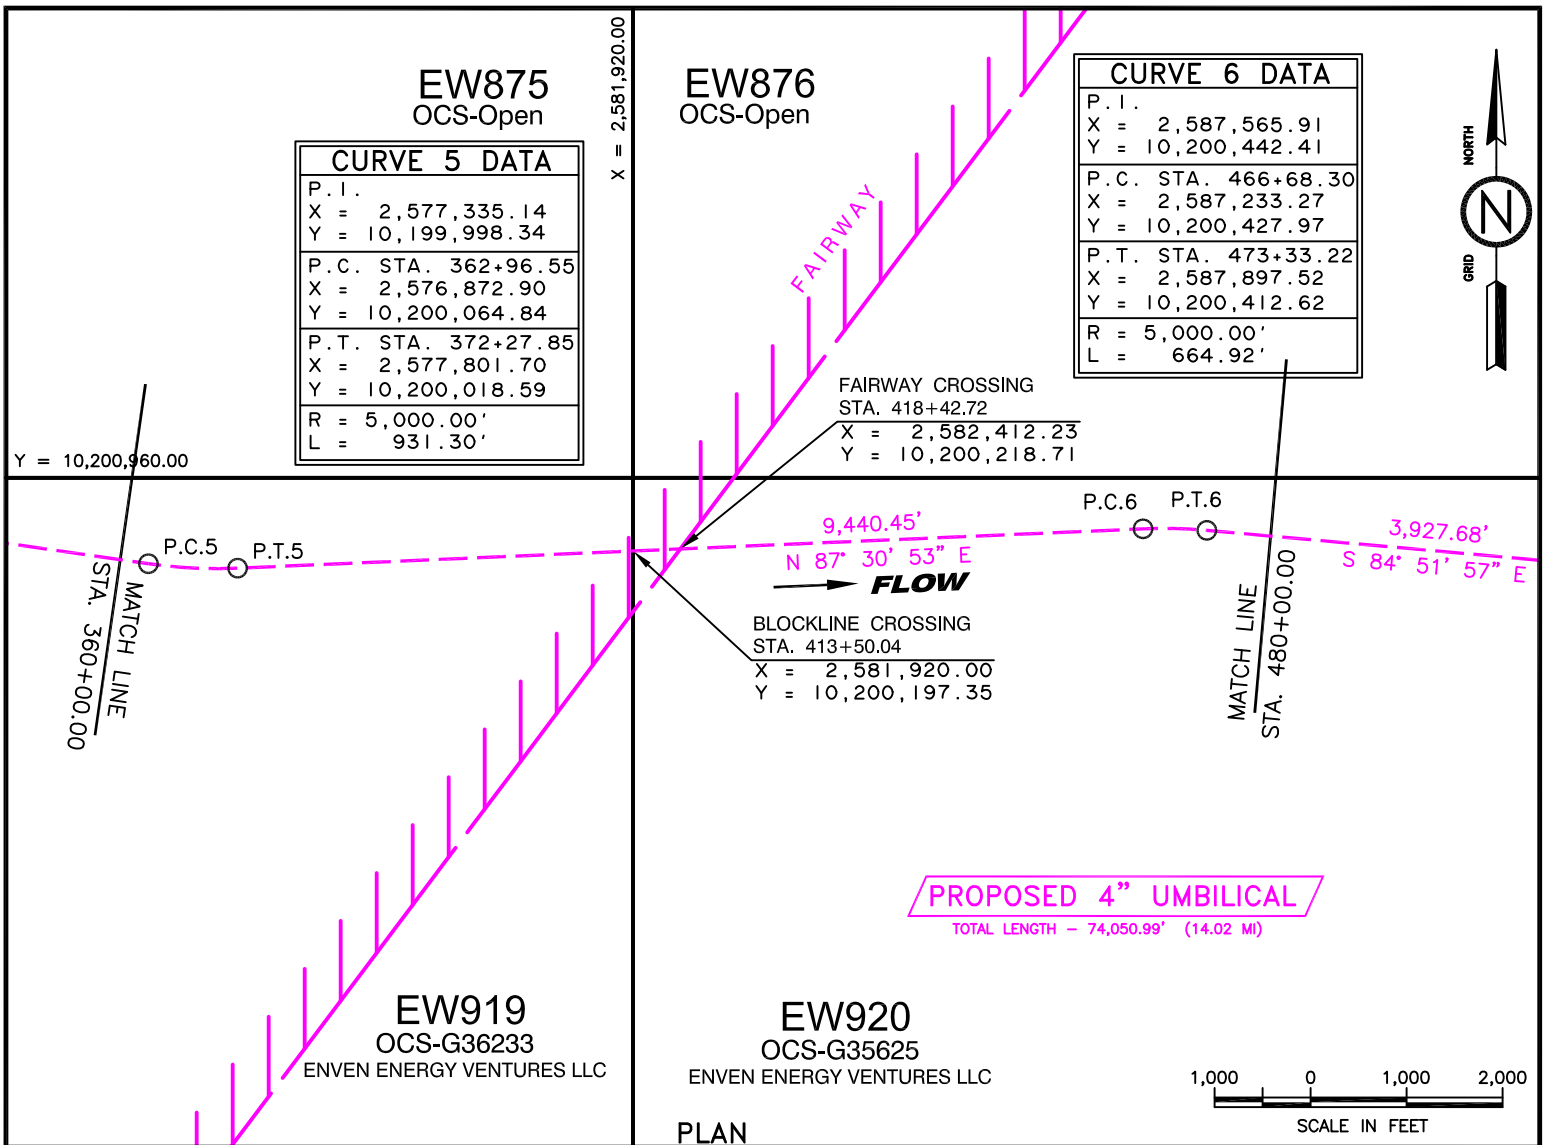 EW875
OCS-Open
X = 2,581,920.00
EW876
OCS-Open
CURVE 5 DATA
P.I.
X = 2,577,335.14
Y = 10,199,998.34
P.C. STA. 362+96.55
X = 2,576,872.90
Y = 10,200,064.84
P.T. STA. 372+27.85
X = 2,577,801.70
Y = 10,200,018.59
R = 5,000.00'
L = 931.30'
CURVE 6 DATA
P.I.
X = 2,587,565.91
Y = 10,200,442.41
P.C. STA. 466+68.30
X = 2,587,233.27
Y = 10,200,427.97
P.T. STA. 473+33.22
X = 2,587,897.52
Y = 10,200,412.62
R = 5,000.00'
L = 664.92'
NORTH
N
GRID
FAIRWAY
FAIRWAY CROSSING
STA. 418+42.72
X = 2,582,412.23
Y = 10,200,218.71
Y = 10,200,960.00
P.C.5
P.T.5
P.C.6
P.T.6
9,440.45'
N 87° 30' 53" E
3,927.68'
S 84° 51' 57" E
FLOW
MATCH LINE
STA. 360+00.00
BLOCKLINE CROSSING
STA. 413+50.04
X = 2,581,920.00
Y = 10,200,197.35
MATCH LINE
STA. 480+00.00
PROPOSED 4" UMBILICAL
TOTAL LENGTH - 74,050.99' (14.02 MI)
EW919
OCS-G36233
ENVEN ENERGY VENTURES LLC
EW920
OCS-G35625
ENVEN ENERGY VENTURES LLC
1,000 0 1,000 2,000
SCALE IN FEET
PLAN